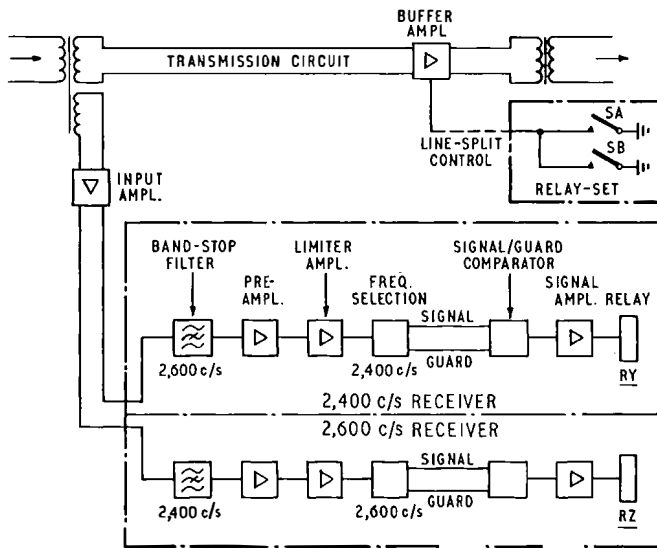 BUFFER
AMPL
TRANSMISSION CIRCUIT
SA
LINE-SPLIT
CONTROL
SB
RELAY-SET
INPUT
AMPL.
BAND-STOP
FILTER
LIMITER
AMPL.
SIGNAL/GUARD
COMPARATOR
PRE-
AMPL.
FREQ.
SELECTION
SIGNAL
AMPL.
RELAY
SIGNAL
GUARD
2,600 c/s
2,400 c/s
RY
2,400 c/s RECEIVER
2,600 c/s RECEIVER
SIGNAL
GUARD
2,400 c/s
2,600 c/s
RZ